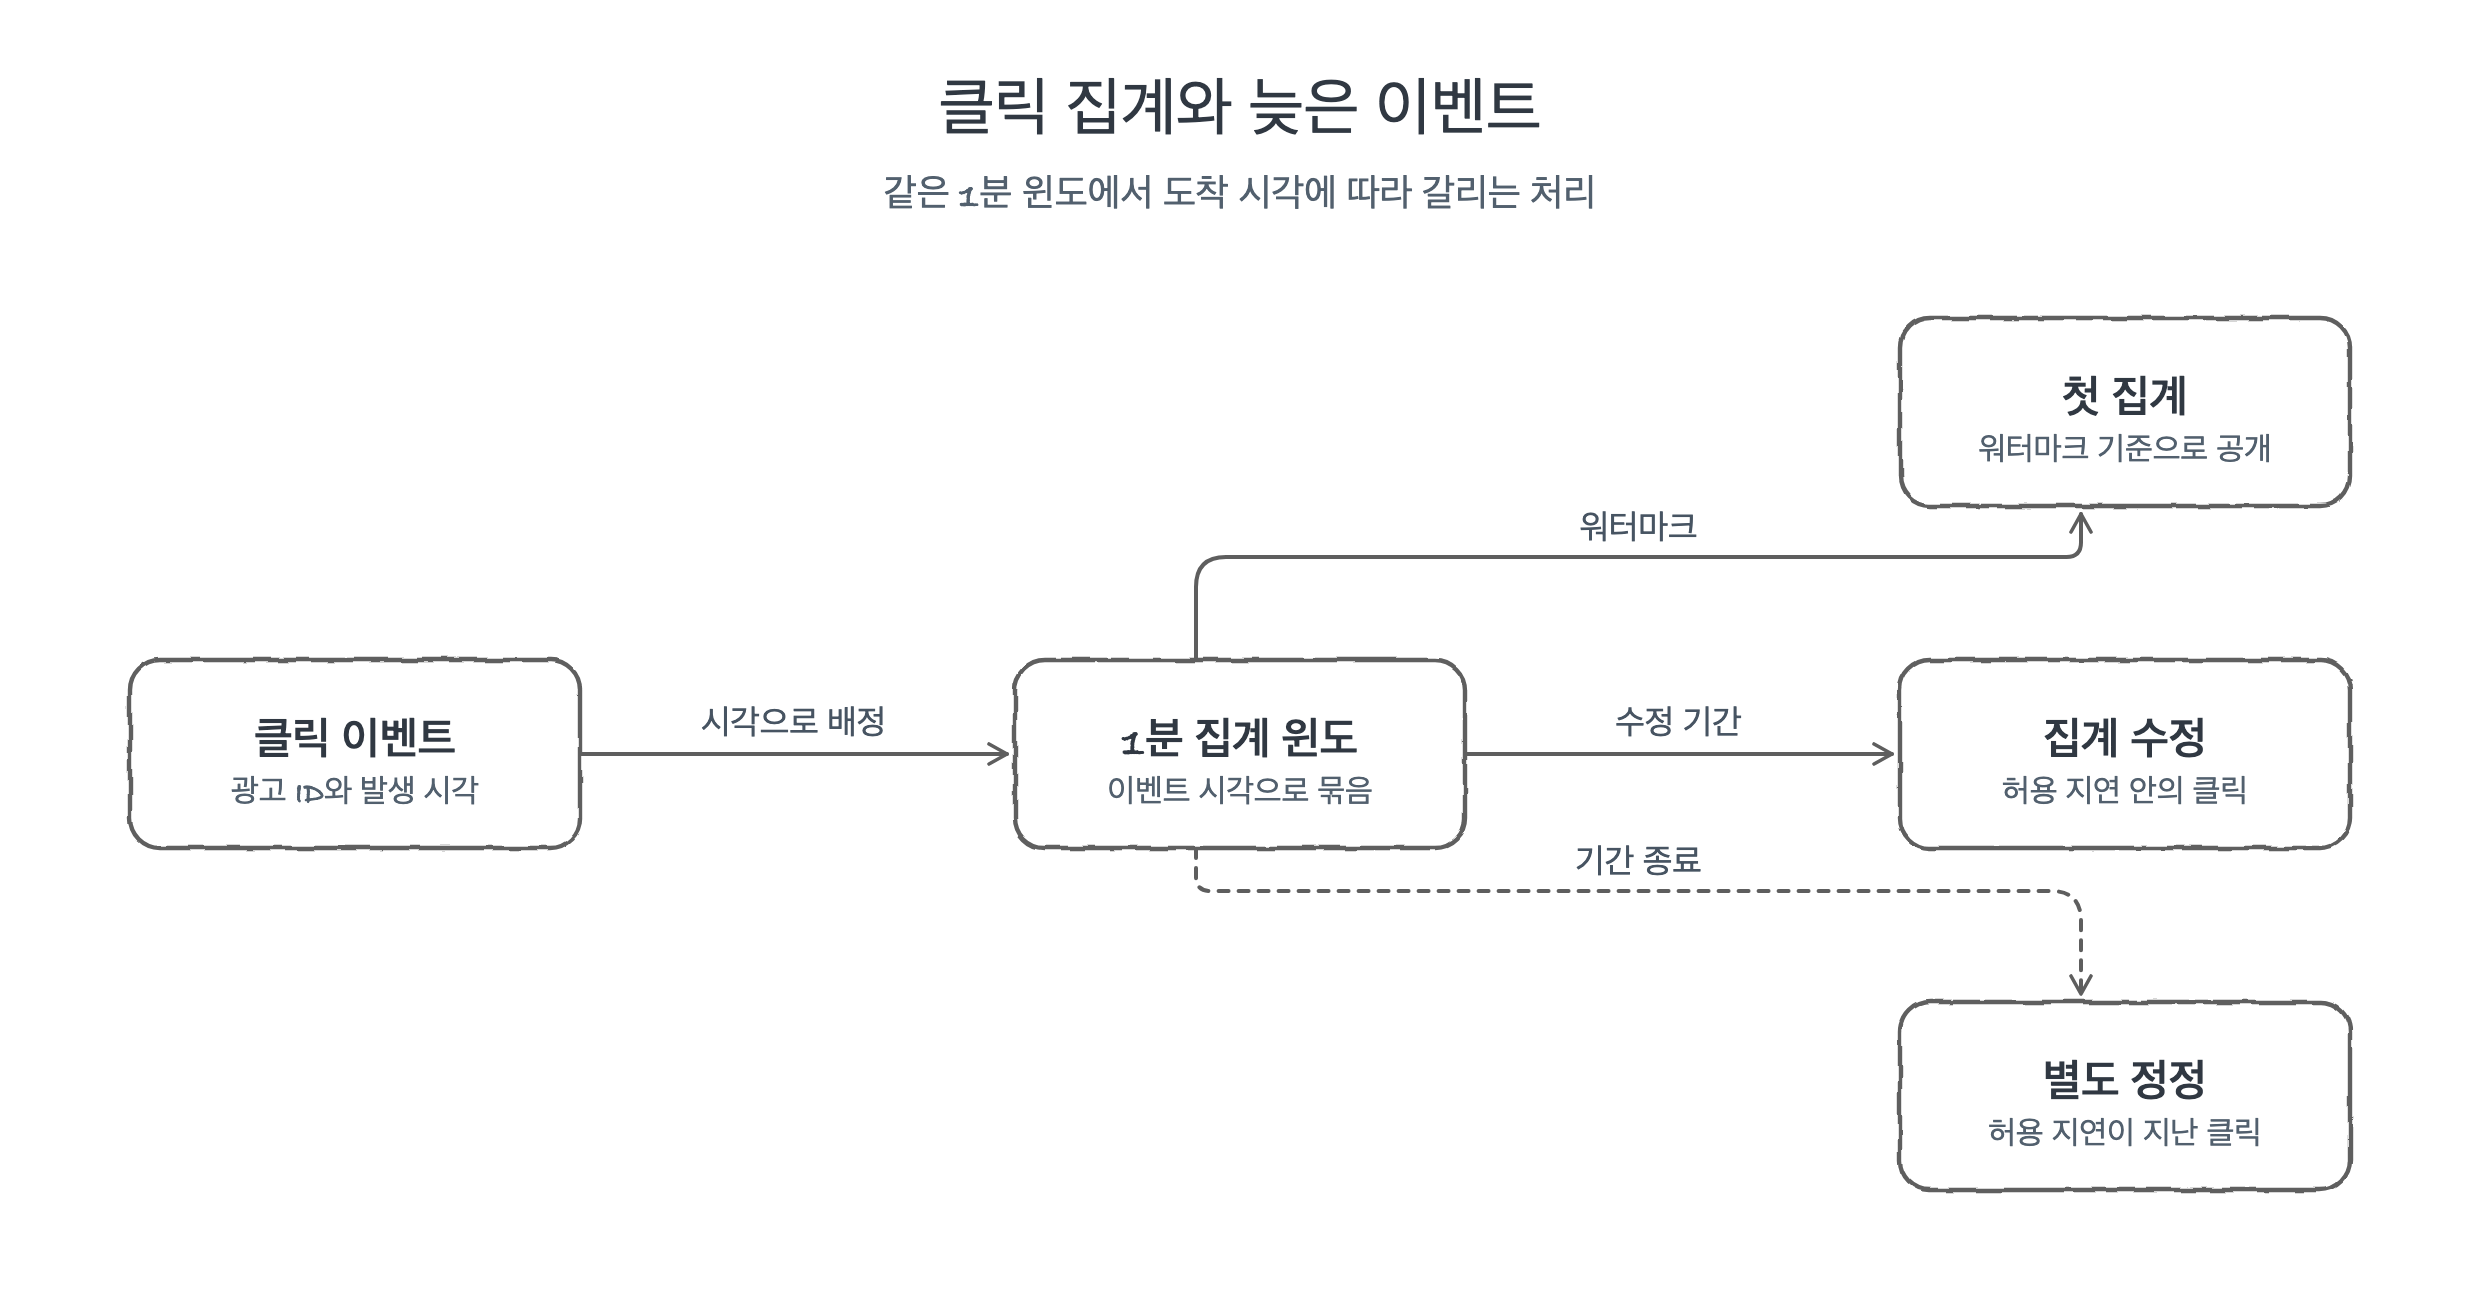 클릭 집계와 늦은 이벤트
같은 1분 윈도에서 도착 시각에 따라 갈리는 처리
첫 집계
워터마크 기준으로 공개
워터마크
클릭 이벤트
광고 ID와 발생 시각
시각으로 배정
1분 집계 윈도
이벤트 시각으로 묶음
수정 기간
집계 수정
허용 지연 안의 클릭
기간 종료
별도 정정
허용 지연이 지난 클릭